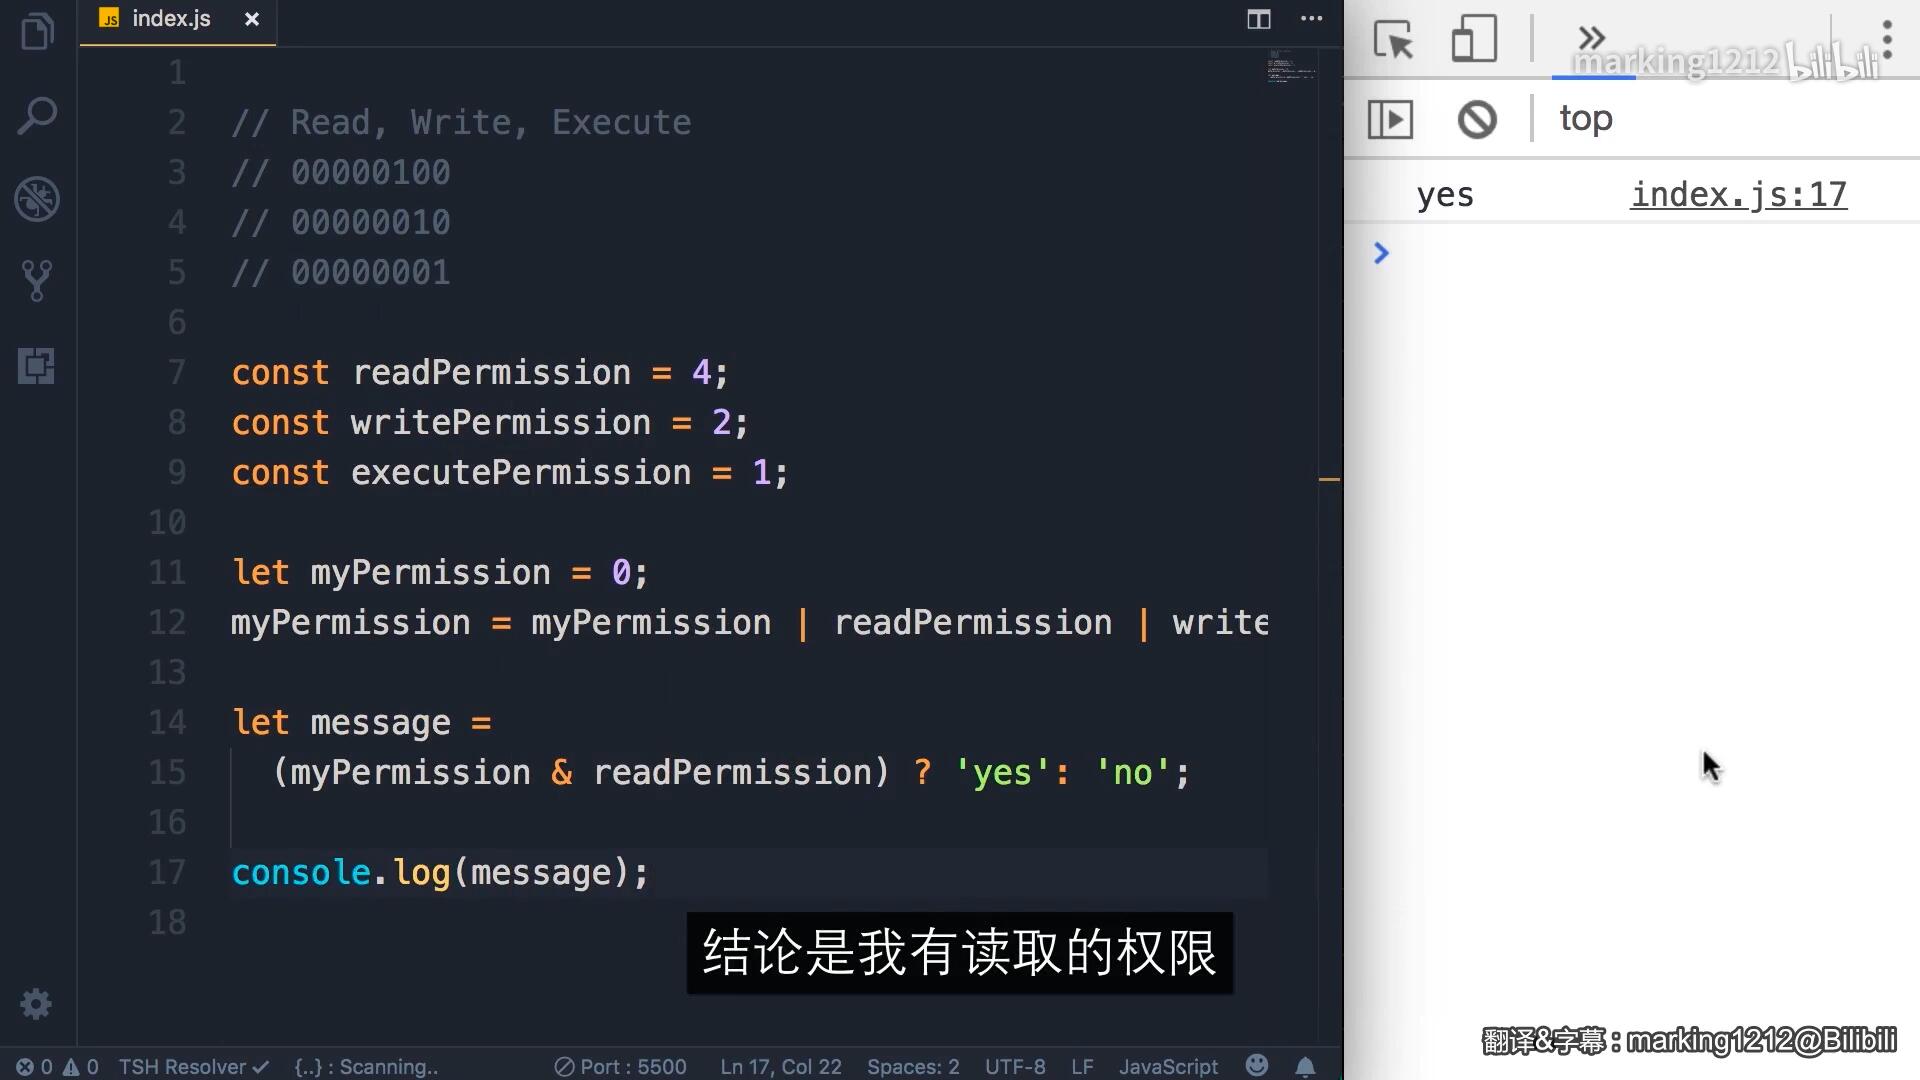 index.js
1
2 // Read, Write, Execute
3 // 00000100
4 // 00000010
5 // 00000001
6
7 const readPermission = 4;
8 const writePermission = 2;
9 const executePermission = 1;
10
11 let myPermission = 0;
12 myPermission = myPermission | readPermission | write
13
14 let message =
15 (myPermission & readPermission) ? 'yes': 'no';
16
17 console.log(message);
18
结论是我有读取的权限
0 0 TSH Resolver {..} : Scanning.. Port : 5500 Ln 17, Col 22 Spaces: 2 UTF-8 LF JavaScript
marking1212 bilibili
top
yes index.js:17
翻译&字幕：marking1212@Bilibili